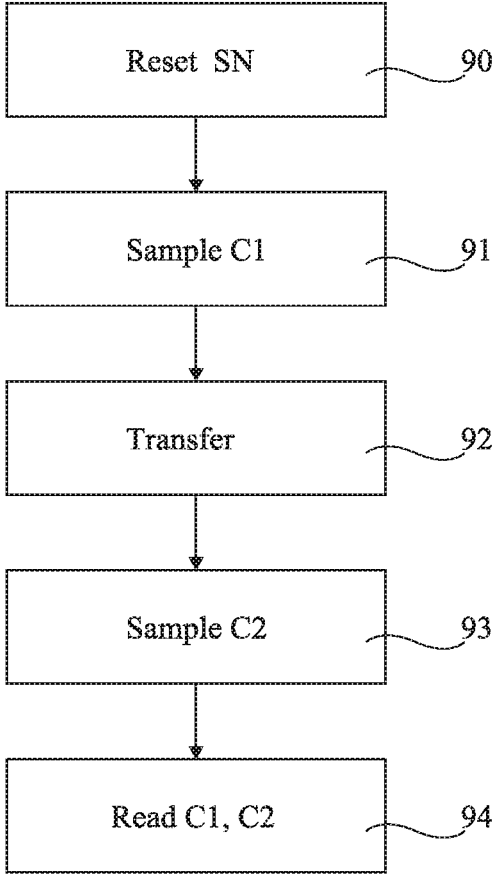 Reset SN
90
Sample C1
91
Transfer
92
Sample C2
93
Read C1, C2
94